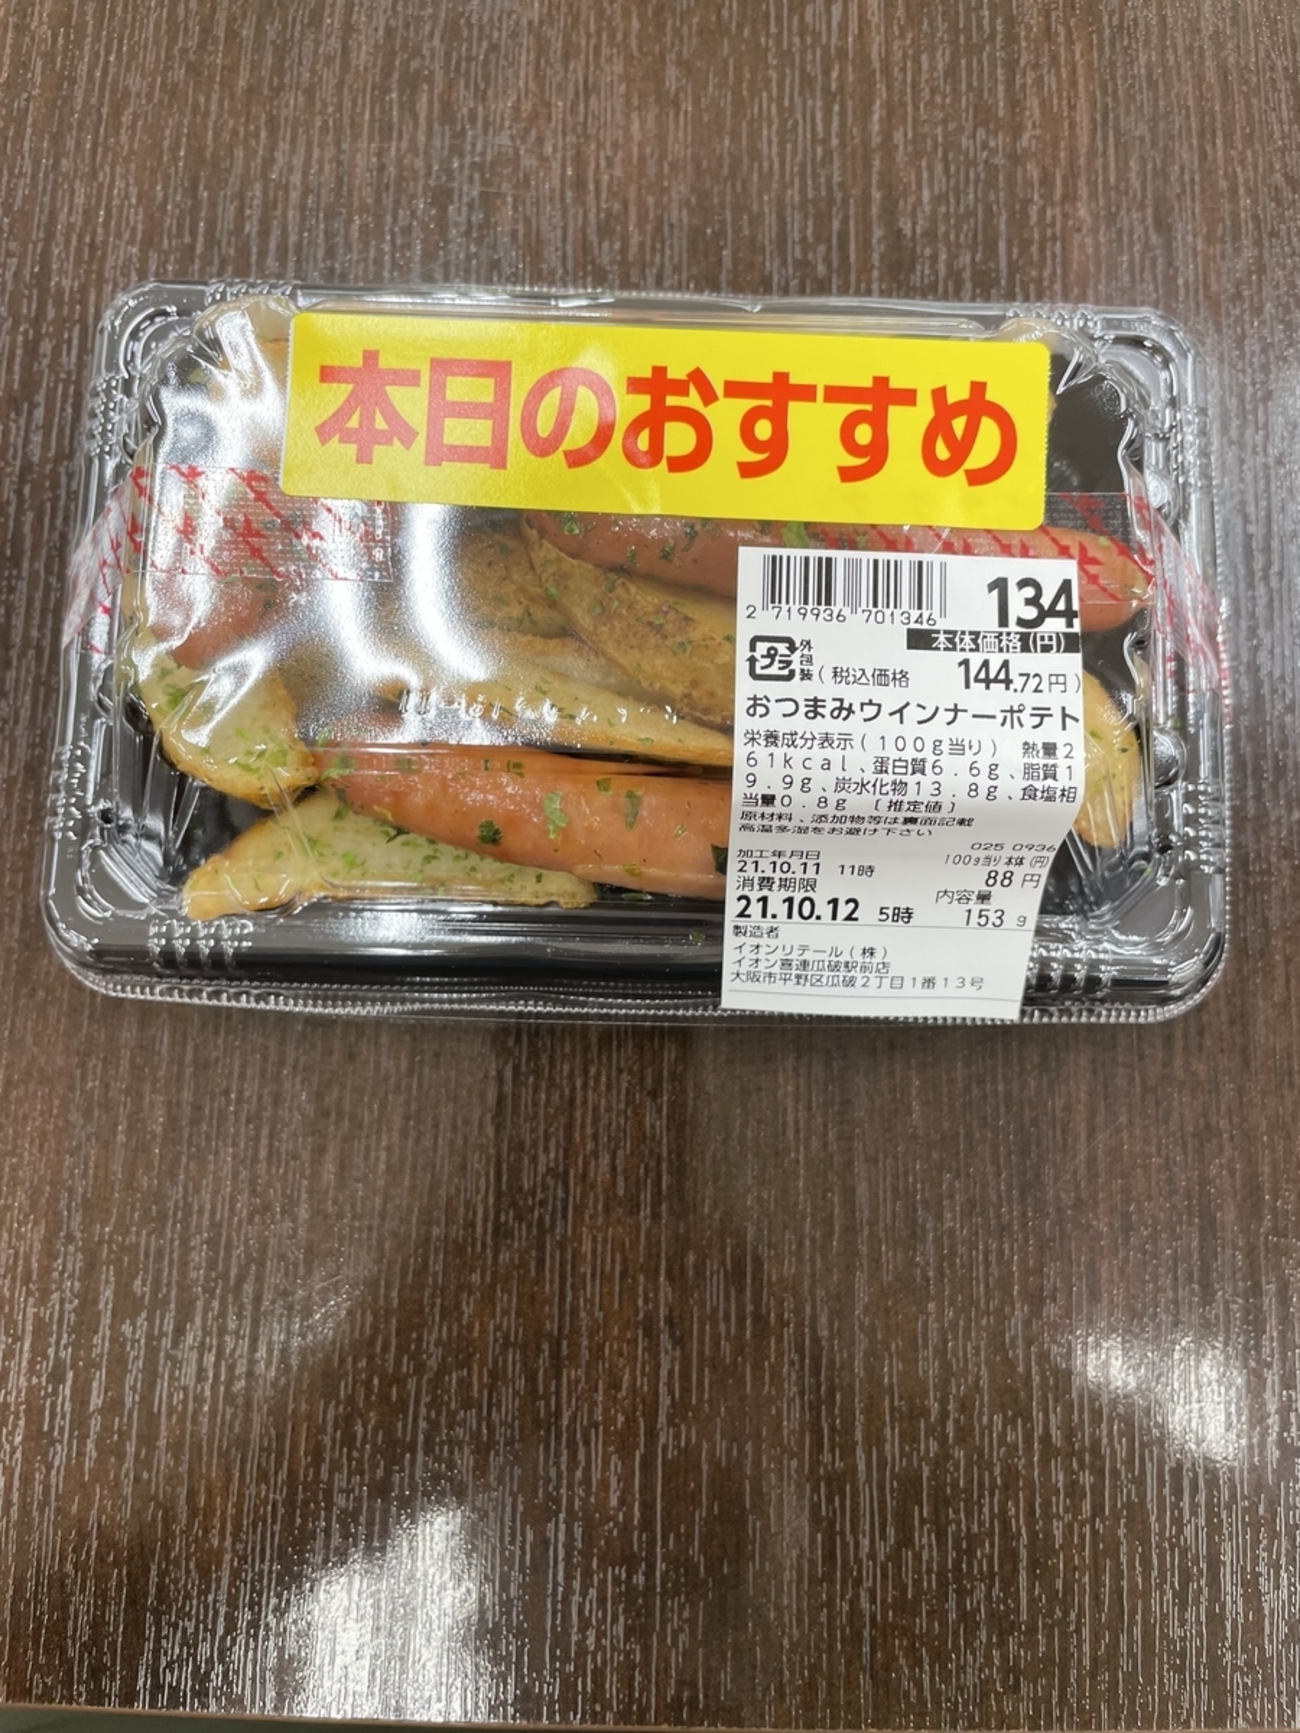 本日のおすすめ
2 719936 701346
134
本体価格(円)
プラ
外包装
(税込価格 144.72円)
おつまみウインナーポテト
栄養成分表示(100g当り) 熱量2
61kcal、蛋白質6.6g、脂質1
9.9g、炭水化物13.8g、食塩相
当量0.8g 〔推定値〕
原材料、添加物等は裏面記載
高温多湿をお避け下さい
025 0936
加工年月日
100g当り本体(円)
21.10.11 11時
88円
消費期限
内容量
21.10.12 5時
153g
製造者
イオンリテール(株)
イオン喜連瓜破駅前店
大阪市平野区瓜破2丁目1番13号